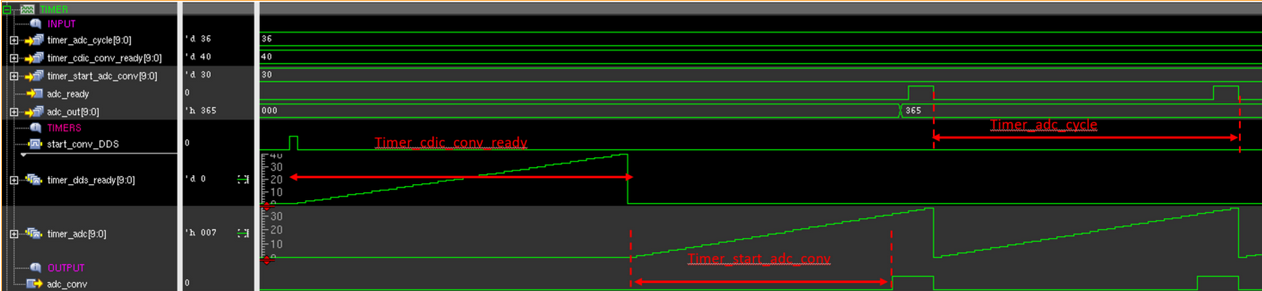 TIMER
INPUT
timer_adc_cycle[9:0] 'd 36 36
timer_cdic_conv_ready[9:0] 'd 40 40
timer_start_adc_conv[9:0] 'd 30 30
adc_ready 0
adc_out[9:0] 'h 365 000 365
TIMERS
Timer_adc_cycle
start_conv_DDS 0
Timer_cdic_conv_ready
40
30
timer_dds_ready[9:0] 'd 0 20
10
0
30
timer_adc[9:0] 'h 007 20
10
0
Timer_start_adc_conv
OUTPUT
adc_conv 0